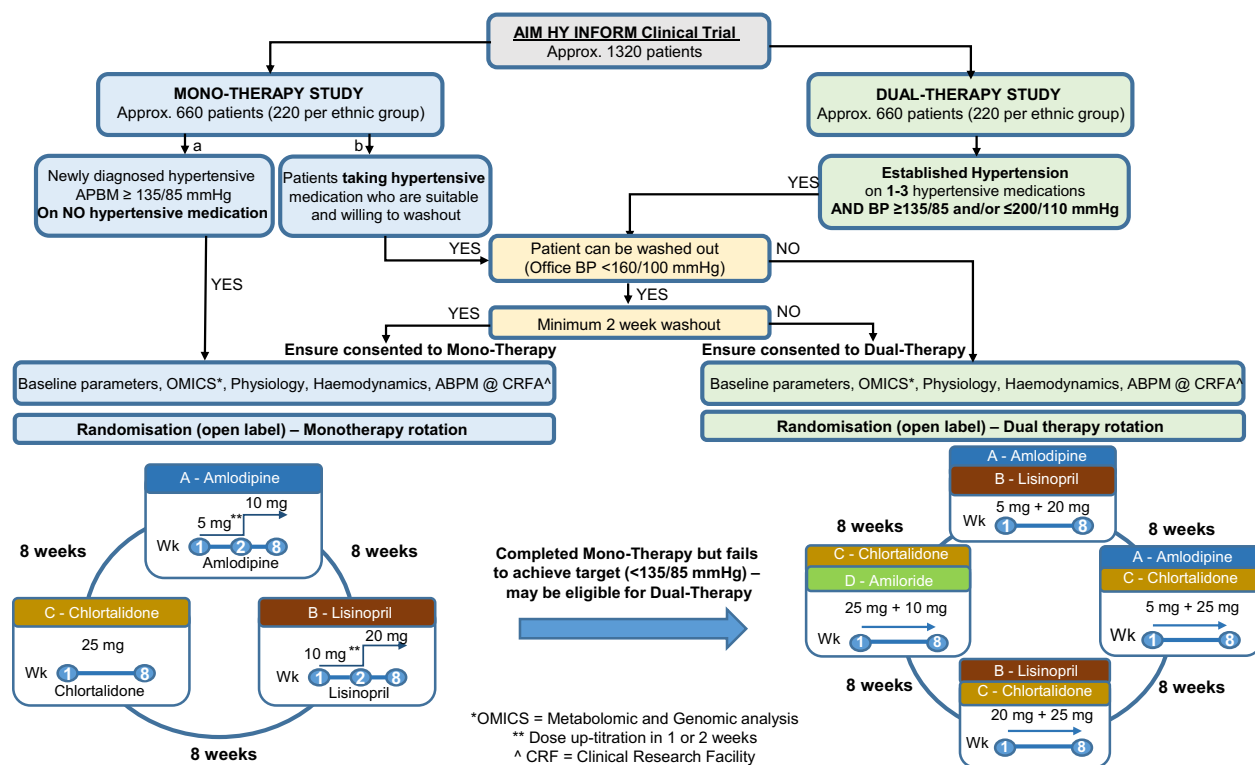 AIM HY INFORM Clinical Trial
Approx. 1320 patients
MONO-THERAPY STUDY
Approx. 660 patients (220 per ethnic group)
DUAL-THERAPY STUDY
Approx. 660 patients (220 per ethnic group)
a
b
Newly diagnosed hypertensive
APBM ≥ 135/85 mmHg
On NO hypertensive medication
Patients taking hypertensive
medication who are suitable
and willing to washout
YES
Established Hypertension
on 1-3 hypertensive medications
AND BP ≥135/85 and/or ≤200/110 mmHg
YES
Patient can be washed out
(Office BP <160/100 mmHg)
NO
YES
YES
YES
Minimum 2 week washout
NO
Ensure consented to Mono-Therapy
Ensure consented to Dual-Therapy
Baseline parameters, OMICS*, Physiology, Haemodynamics, ABPM @ CRFA^
Baseline parameters, OMICS*, Physiology, Haemodynamics, ABPM @ CRFA^
Randomisation (open label) – Monotherapy rotation
Randomisation (open label) – Dual therapy rotation
A - Amlodipine
10 mg
5 mg**
Wk 1 2 8
Amlodipine
8 weeks
8 weeks
C - Chlortalidone
25 mg
Wk 1 8
Chlortalidone
B - Lisinopril
20 mg
10 mg **
Wk 1 2 8
Lisinopril
8 weeks
Completed Mono-Therapy but fails
to achieve target (<135/85 mmHg) –
may be eligible for Dual-Therapy
A - Amlodipine
B - Lisinopril
5 mg + 20 mg
Wk 1 8
8 weeks
8 weeks
C - Chlortalidone
D - Amiloride
25 mg + 10 mg
Wk 1 8
A - Amlodipine
C - Chlortalidone
5 mg + 25 mg
Wk 1 8
8 weeks
8 weeks
B - Lisinopril
C - Chlortalidone
20 mg + 25 mg
Wk 1 8
*OMICS = Metabolomic and Genomic analysis
** Dose up-titration in 1 or 2 weeks
^ CRF = Clinical Research Facility